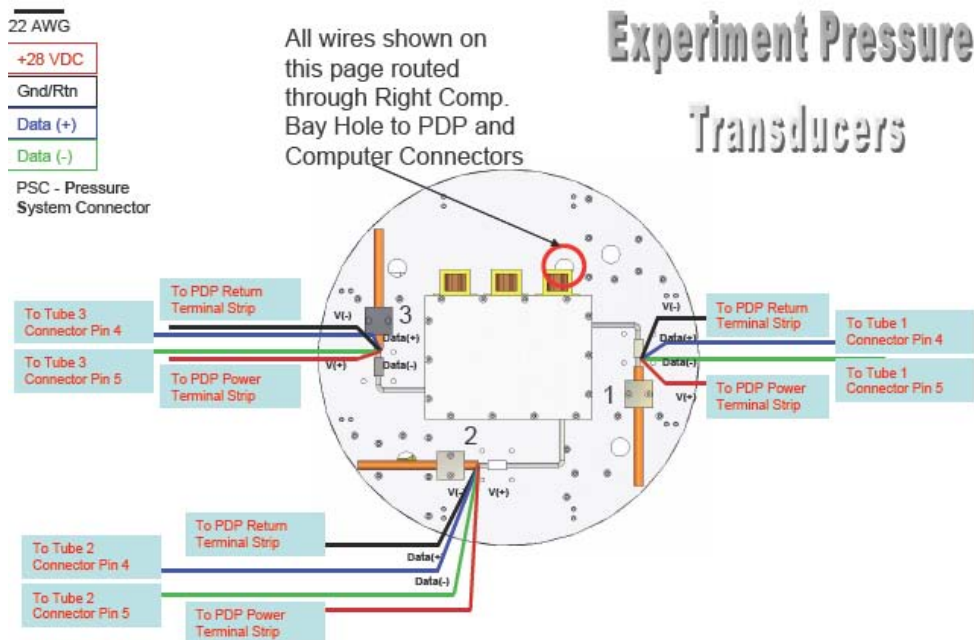 22 AWG
+28 VDC
Gnd/Rtn
Data (+)
Data (-)
PSC - Pressure
System Connector
All wires shown on
this page routed
through Right Comp.
Bay Hole to PDP and
Computer Connectors
Experiment Pressure
Transducers
To PDP Return
Terminal Strip
To Tube 3
Connector Pin 4
To Tube 3
Connector Pin 5
To PDP Power
Terminal Strip
V(-)
Data(+)
V(+)
Data(-)
3
V(-)
Data(+)
Data(-)
V(+)
1
To PDP Return
Terminal Strip
To Tube 1
Connector Pin 4
To Tube 1
Connector Pin 5
To PDP Power
Terminal Strip
2
V(-)
V(+)
Data(+)
Data(-)
To PDP Return
Terminal Strip
To Tube 2
Connector Pin 4
To Tube 2
Connector Pin 5
To PDP Power
Terminal Strip